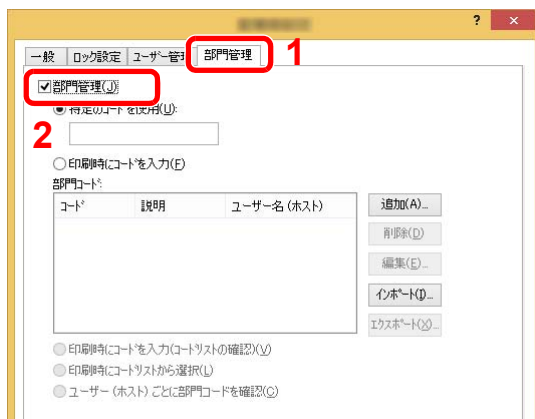 ? ×
一般 ロック設定 ユーザー管理 部門管理 1
部門管理(J)
特定のコードを使用(U):
2
印刷時にコードを入力(F)
部門コード:
コード 説明 ユーザー名 (ホスト)
追加(A)...
削除(D)
編集(E)...
インポート(I)...
エクスポート(X)...
印刷時にコードを入力(コードリストの確認)(V)
印刷時にコードリストから選択(L)
ユーザー (ホスト) ごとに部門コードを確認(C)